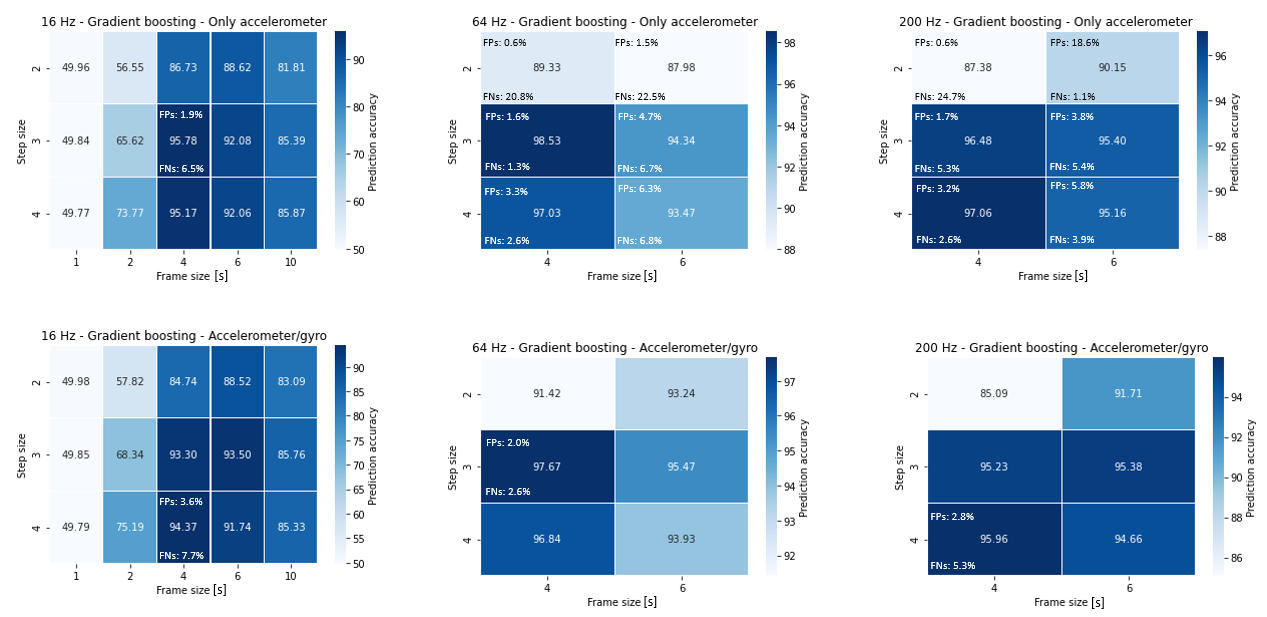 16 Hz - Gradient boosting - Only accelerometer
2 49.96 56.55 86.73 88.62 81.81
FPs: 1.9%
3 49.84 65.62 95.78 92.08 85.39
FNs: 6.5%
4 49.77 73.77 95.17 92.06 85.87
1 2 4 6 10
Frame size [s]
Step size
90
80
70
60
50
Prediction accuracy
64 Hz - Gradient boosting - Only accelerometer
FPs: 0.6% FPs: 1.5%
2 89.33 87.98
FNs: 20.8% FNs: 22.5%
FPs: 1.6% FPs: 4.7%
3 98.53 94.34
FNs: 1.3% FNs: 6.7%
FPs: 3.3% FPs: 6.3%
4 97.03 93.47
FNs: 2.6% FNs: 6.8%
4 6
Frame size [s]
Step size
98
96
94
92
90
88
Prediction accuracy
200 Hz - Gradient boosting - Only accelerometer
FPs: 0.6% FPs: 18.6%
2 87.38 90.15
FNs: 24.7% FNs: 1.1%
FPs: 1.7% FPs: 3.8%
3 96.48 95.40
FNs: 5.3% FNs: 5.4%
FPs: 3.2% FPs: 5.8%
4 97.06 95.16
FNs: 2.6% FNs: 3.9%
4 6
Frame size [s]
Step size
96
94
92
90
88
Prediction accuracy
16 Hz - Gradient boosting - Accelerometer/gyro
2 49.98 57.82 84.74 88.52 83.09
3 49.85 68.34 93.30 93.50 85.76
FPs: 3.6%
4 49.79 75.19 94.37 91.74 85.33
FNs: 7.7%
1 2 4 6 10
Frame size [s]
Step size
90
85
80
75
70
65
60
55
50
Prediction accuracy
64 Hz - Gradient boosting - Accelerometer/gyro
2 91.42 93.24
FPs: 2.0%
3 97.67 95.47
FNs: 2.6%
4 96.84 93.93
4 6
Frame size [s]
Step size
97
96
95
94
93
92
Prediction accuracy
200 Hz - Gradient boosting - Accelerometer/gyro
2 85.09 91.71
3 95.23 95.38
FPs: 2.8%
4 95.96 94.66
FNs: 5.3%
4 6
Frame size [s]
Step size
94
92
90
88
86
Prediction accuracy